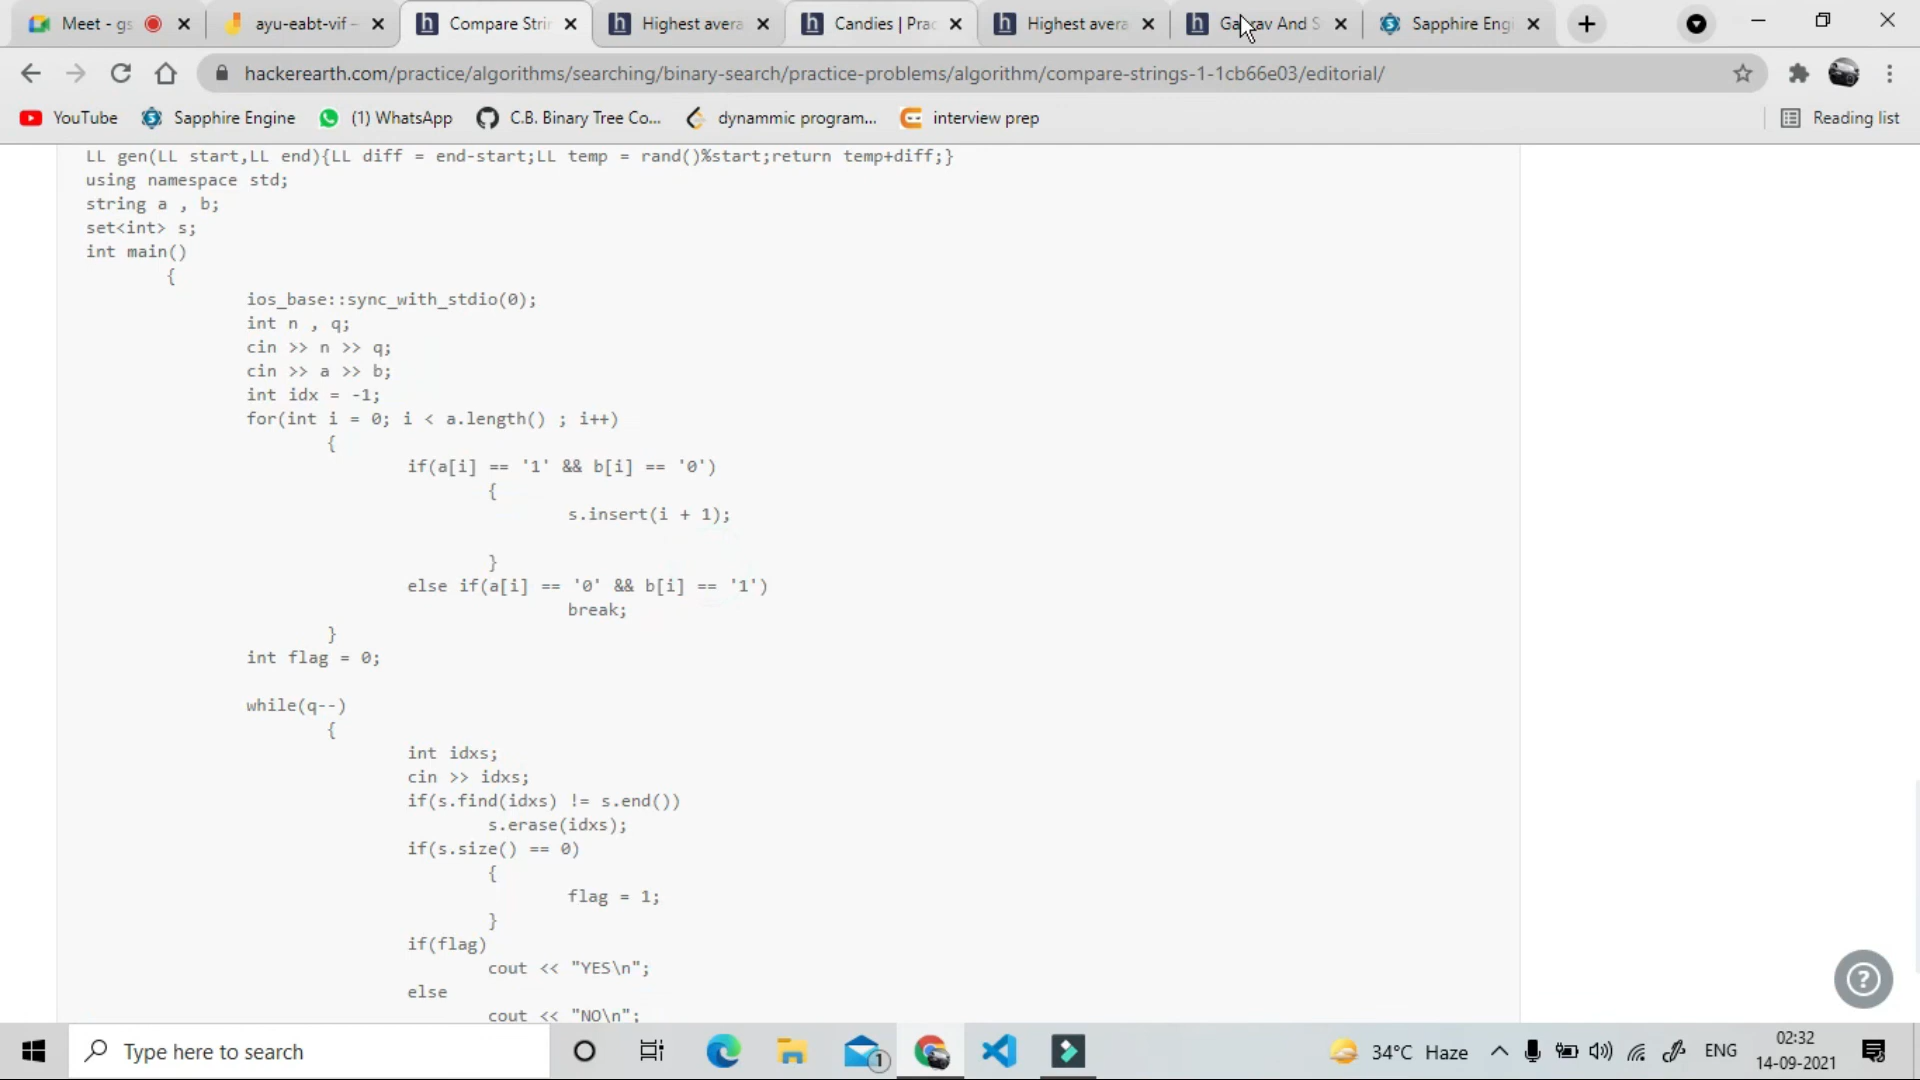 Meet - gs
ayu-eabt-vif -
Compare Strin
Highest avera
Candies | Prac
Highest avera
Sapphire Engi
hackerearth.com/practice/algorithms/searching/binary-search/practice-problems/algorithm/compare-strings-1-1cb66e03/editorial/
YouTube
Sapphire Engine
(1) WhatsApp
C.B. Binary Tree Co...
dynammic program...
interview prep
Reading list
LL gen(LL start,LL end){LL diff = end-start;LL temp = rand()%start;return temp+diff;}
using namespace std;
string a , b;
set<int> s;
int main()
{
ios_base::sync_with_stdio(0);
int n , q;
cin >> n >> q;
cin >> a >> b;
int idx = -1;
for(int i = 0; i < a.length() ; i++)
{
if(a[i] == '1' && b[i] == '0')
{
s.insert(i + 1);
}
else if(a[i] == '0' && b[i] == '1')
break;
}
int flag = 0;
while(q--)
{
int idxs;
cin >> idxs;
if(s.find(idxs) != s.end())
s.erase(idxs);
if(s.size() == 0)
{
flag = 1;
}
if(flag)
cout << "YES\n";
else
cout << "NO\n";
Type here to search
1
34°C Haze
ENG
02:32
14-09-2021